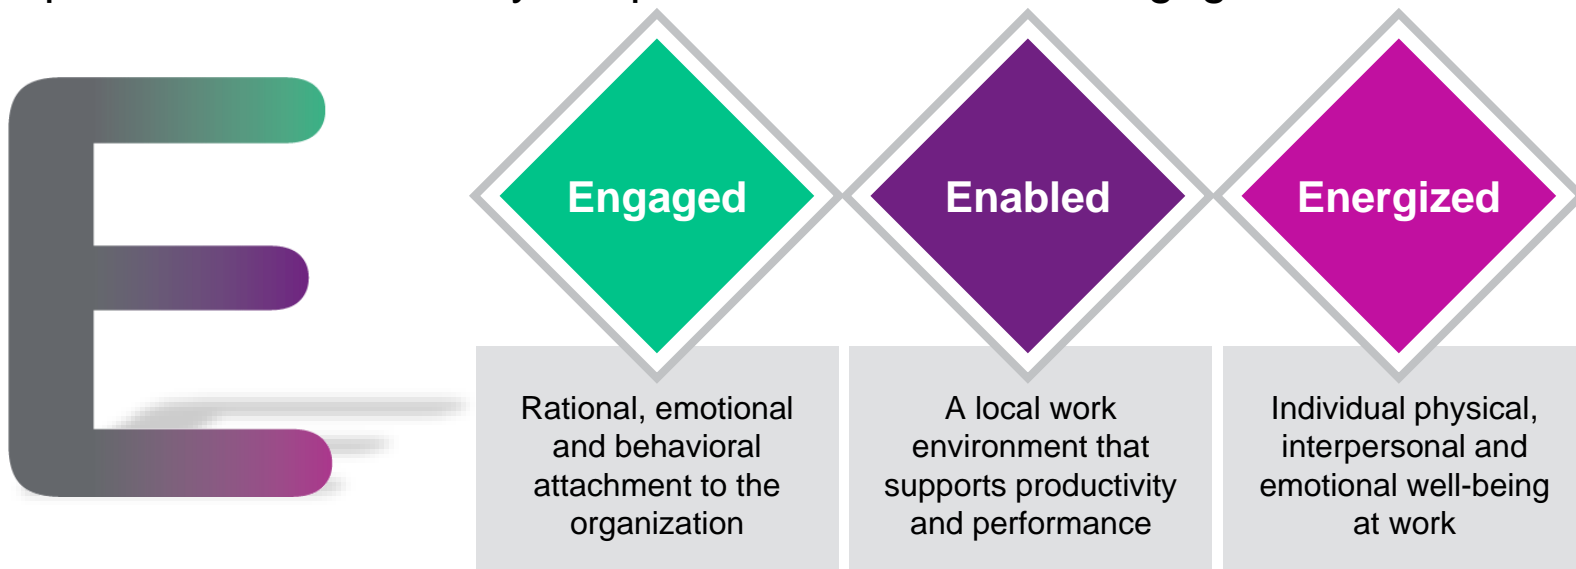 E
Engaged
Enabled
Energized
Rational, emotional
and behavioral
attachment to the
organization
A local work
environment that
supports productivity
and performance
Individual physical,
interpersonal and
emotional well-being
at work